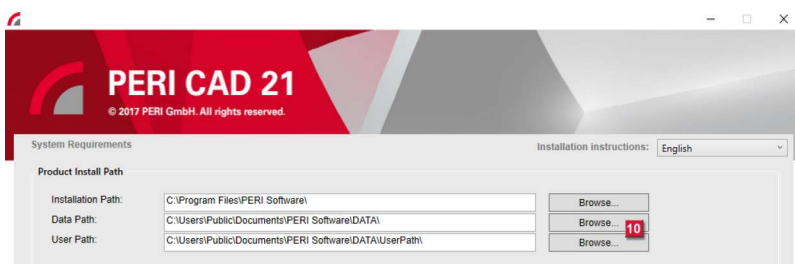 PERI CAD 21
© 2017 PERI GmbH. All rights reserved.
System Requirements
Installation instructions: English
Product Install Path
Installation Path: C:\Program Files\PERI Software\ Browse...
Data Path: C:\Users\Public\Documents\PERI Software\DATA\ Browse...
10
User Path: C:\Users\Public\Documents\PERI Software\DATA\UserPath\ Browse...